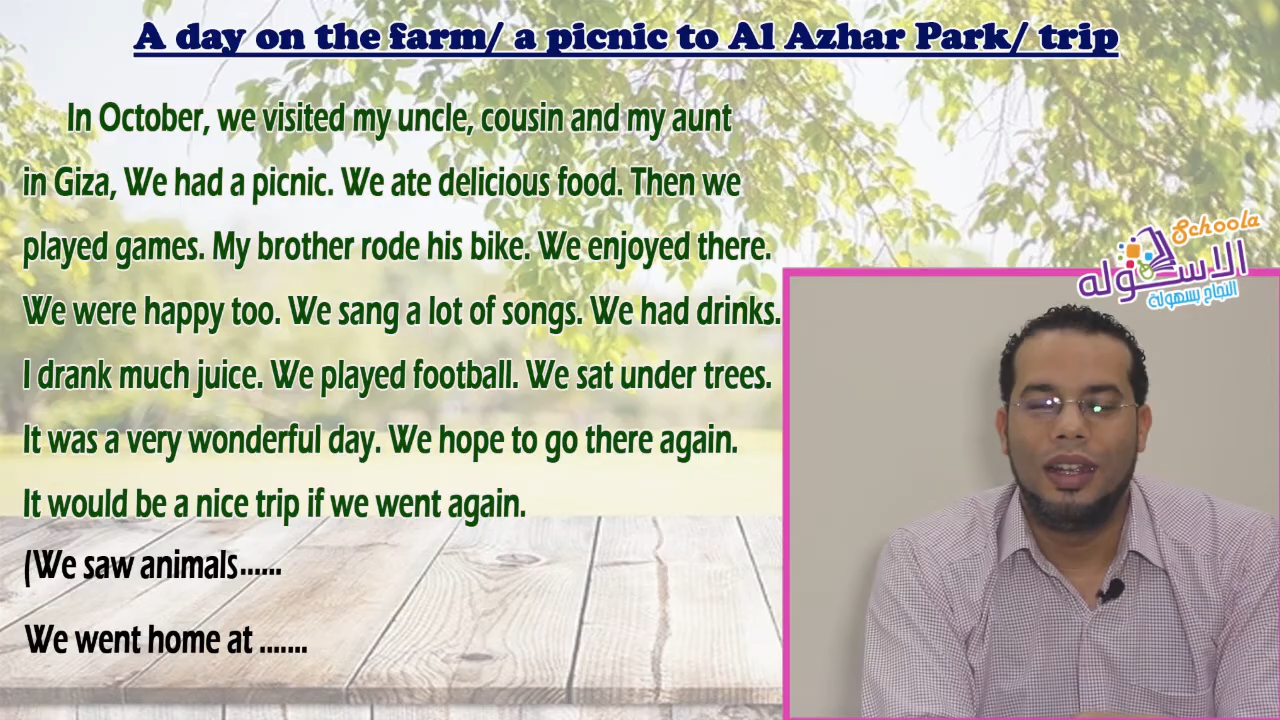 A day on the farm/ a picnic to Al Azhar Park/ trip
In October, we visited my uncle, cousin and my aunt
in Giza, We had a picnic. We ate delicious food. Then we
played games. My brother rode his bike. We enjoyed there.
We were happy too. We sang a lot of songs. We had drinks.
I drank much juice. We played football. We sat under trees.
It was a very wonderful day. We hope to go there again.
It would be a nice trip if we went again.
(We saw animals......
We went home at .......
Schoola
الاسكوله
النجاح بسهولة